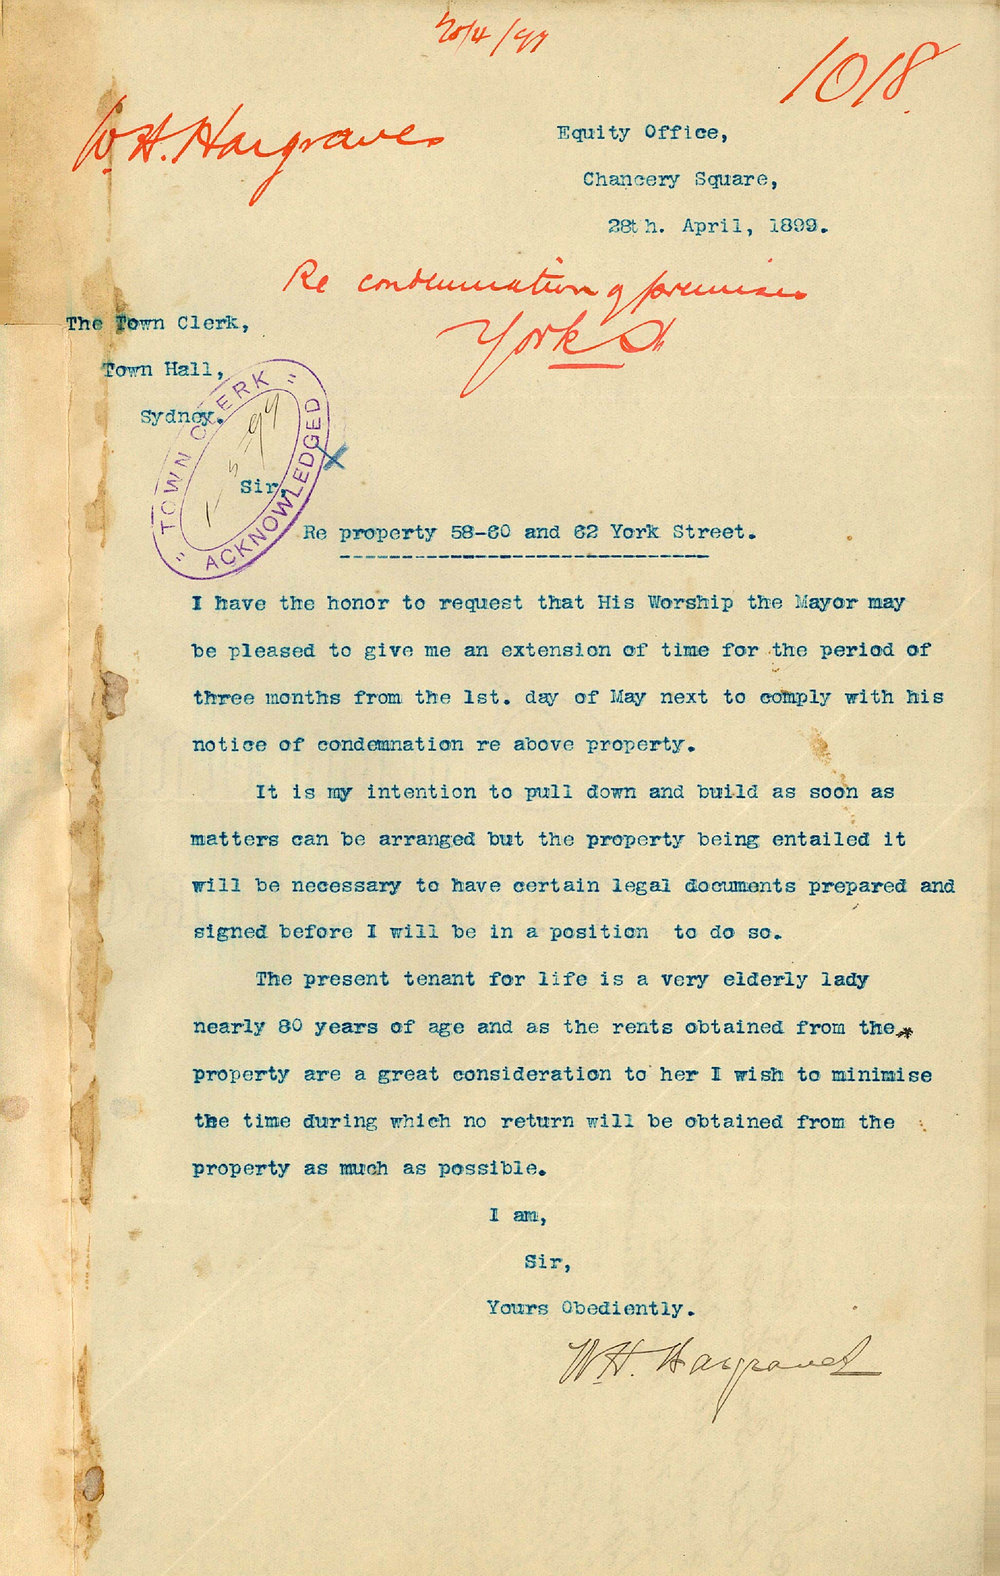 /4/99
1018.
W.H. Hargraves
Equity Office,
Chancery Square,
28th. April, 1899.
Re condemnation of premises
York St
The Town Clerk,
Town Hall,
Sydney.
"TOWN CLERK"
1-5-99
ACKNOWLEDGED
Sir,
Re property 58-60 and 62 York Street.
I have the honor to request that His Worship the Mayor may
be pleased to give me an extension of time for the period of
three months from the 1st. day of May next to comply with his
notice of condemnation re above property.
It is my intention to pull down and build as soon as
matters can be arranged but the property being entailed it
will be necessary to have certain legal documents prepared and
signed before I will be in a position to do so.
The present tenant for life is a very elderly lady
nearly 80 years of age and as the rents obtained from the
property are a great consideration to her I wish to minimise
the time during which no return will be obtained from the
property as much as possible.
I am,
Sir,
Yours Obediently.
W.H. Hargraves